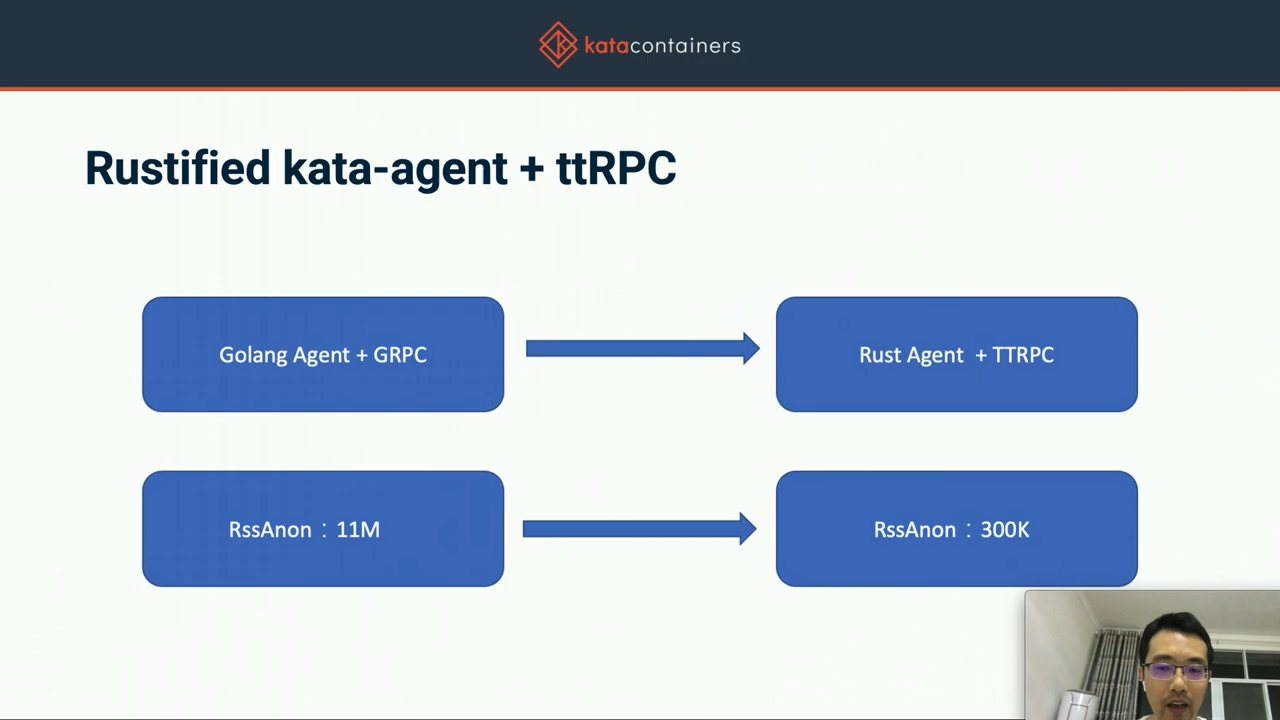 katacontainers
Rustified kata-agent + ttRPC
Golang Agent + GRPC
Rust Agent + TTRPC
RssAnon：11M
RssAnon：300K